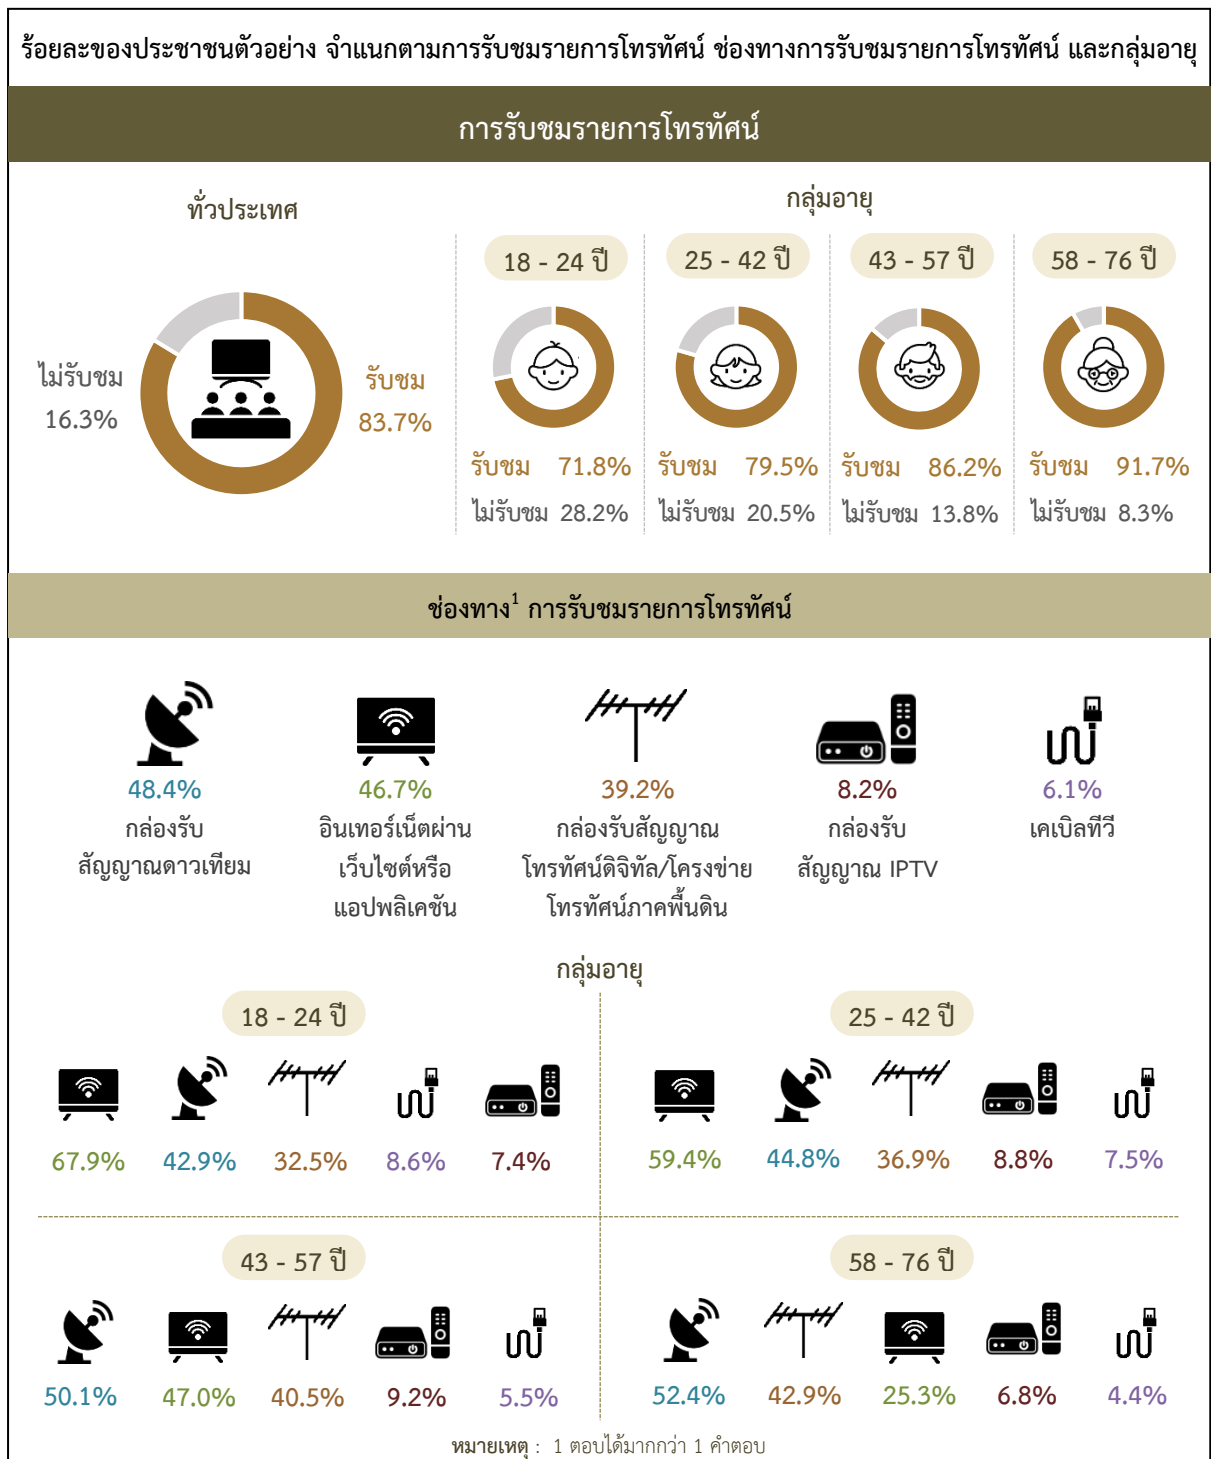 ร้อยละของประชาชนตัวอย่าง จำแนกตามการรับชมรายการโทรทัศน์ ช่องทางการรับชมรายการโทรทัศน์ และกลุ่มอายุ
การรับชมรายการโทรทัศน์
ทั่วประเทศ
ไม่รับชม
16.3%
รับชม
83.7%
กลุ่มอายุ
18 - 24 ปี
รับชม 71.8%
ไม่รับชม 28.2%
25 - 42 ปี
รับชม 79.5%
ไม่รับชม 20.5%
43 - 57 ปี
รับชม 86.2%
ไม่รับชม 13.8%
58 - 76 ปี
รับชม 91.7%
ไม่รับชม 8.3%
ช่องทาง1 การรับชมรายการโทรทัศน์
48.4%
กล่องรับ
สัญญาณดาวเทียม
46.7%
อินเทอร์เน็ตผ่าน
เว็บไซต์หรือ
แอปพลิเคชัน
39.2%
กล่องรับสัญญาณ
โทรทัศน์ดิจิทัล/โครงข่าย
โทรทัศน์ภาคพื้นดิน
8.2%
กล่องรับ
สัญญาณ IPTV
6.1%
เคเบิลทีวี
กลุ่มอายุ
18 - 24 ปี
67.9% 42.9% 32.5% 8.6% 7.4%
25 - 42 ปี
59.4% 44.8% 36.9% 8.8% 7.5%
43 - 57 ปี
50.1% 47.0% 40.5% 9.2% 5.5%
58 - 76 ปี
52.4% 42.9% 25.3% 6.8% 4.4%
หมายเหตุ : 1 ตอบได้มากกว่า 1 คำตอบ